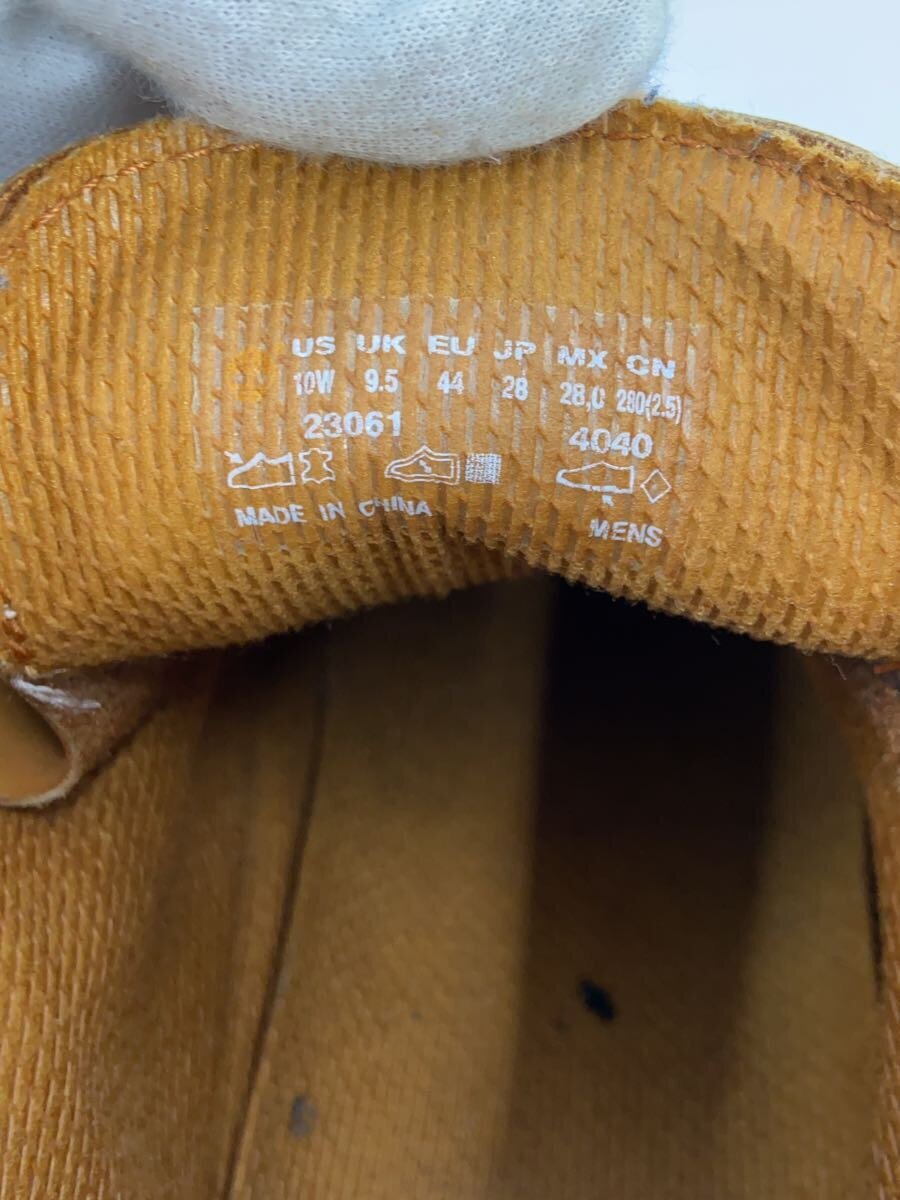 US UK EU JP MX CN
10W 9.5 44 28 28,0 280(2.5)
23061 4040
MADE IN CHINA MENS